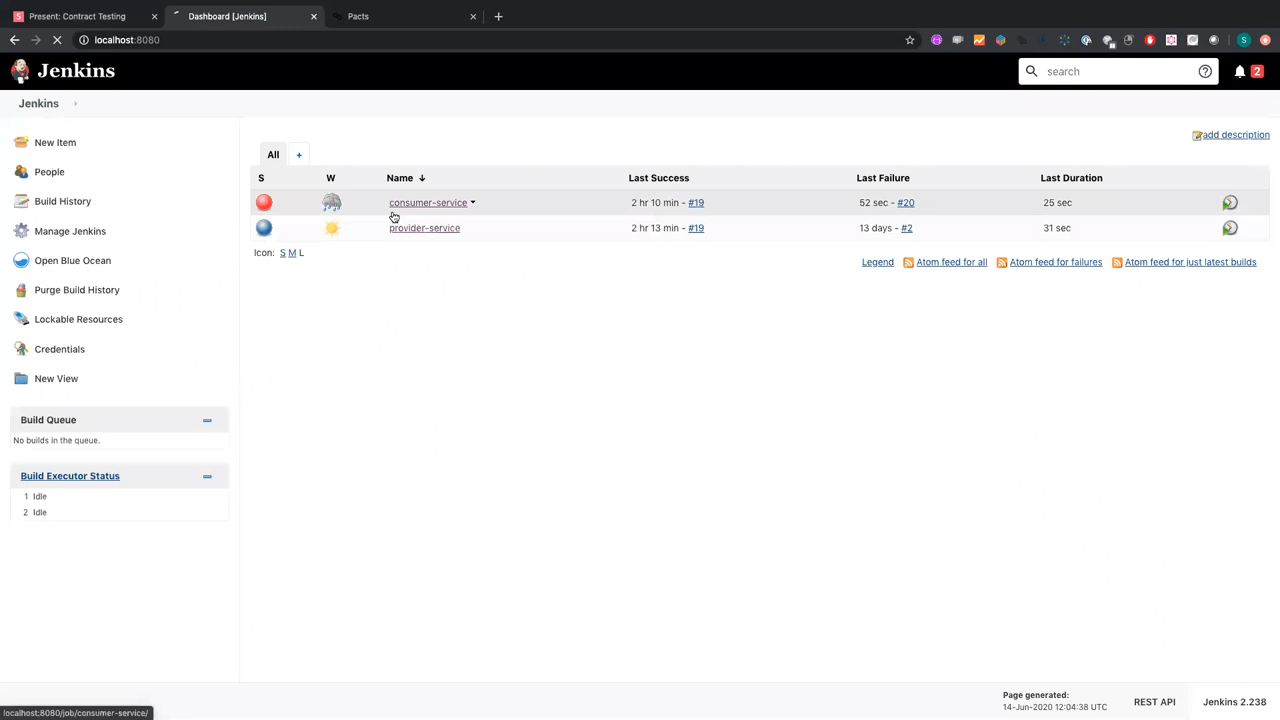 Present: Contract Testing
Dashboard [Jenkins]
Pacts
localhost:8080
S
Jenkins
search
2
Jenkins
add description
New Item
People
Build History
Manage Jenkins
Open Blue Ocean
Purge Build History
Lockable Resources
Credentials
New View
Build Queue
No builds in the queue.
Build Executor Status
1 Idle
2 Idle
All +
S W Name ↓ Last Success Last Failure Last Duration
consumer-service 2 hr 10 min - #19 52 sec - #20 25 sec
provider-service 2 hr 13 min - #19 13 days - #2 31 sec
Icon: S M L
Legend Atom feed for all Atom feed for failures Atom feed for just latest builds
Page generated:
14-Jun-2020 12:04:38 UTC
REST API
Jenkins 2.238
localhost:8080/job/consumer-service/